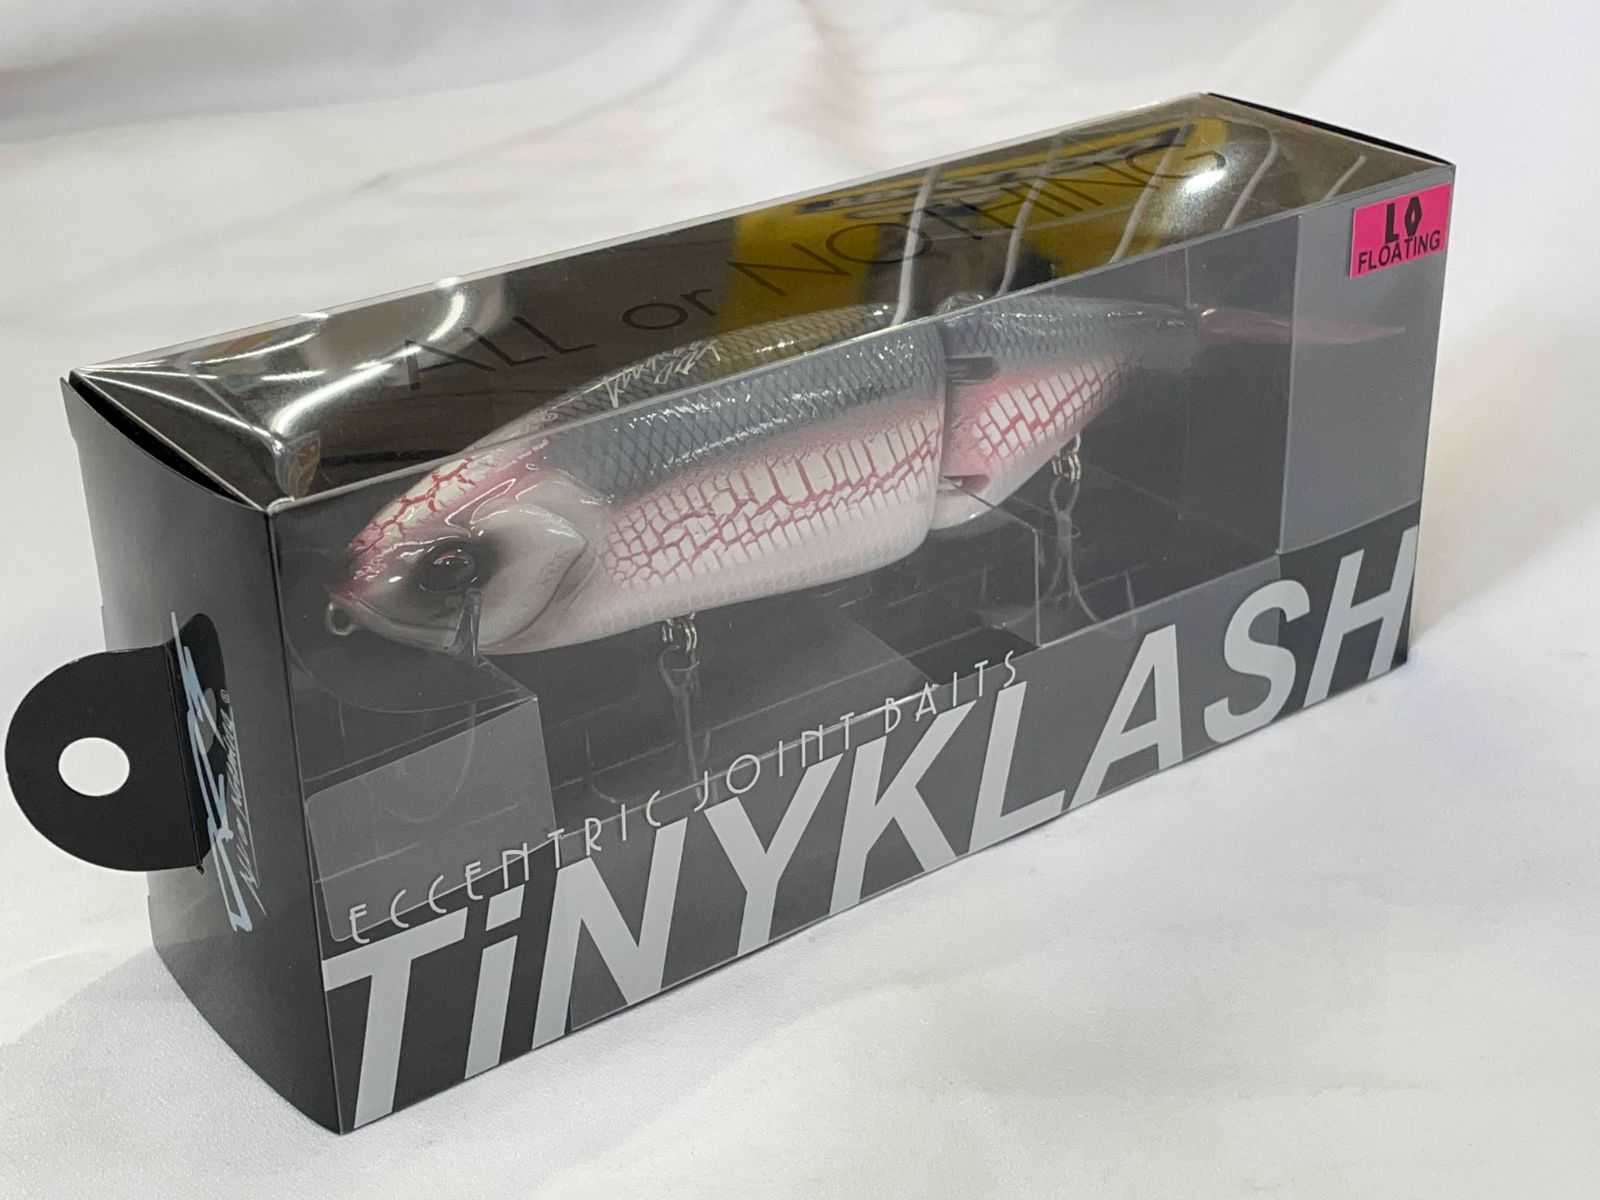 ALL or NOTHING
LO
FLOATING
ECCENTRIC JOINT BAITS
TiNYKLASH